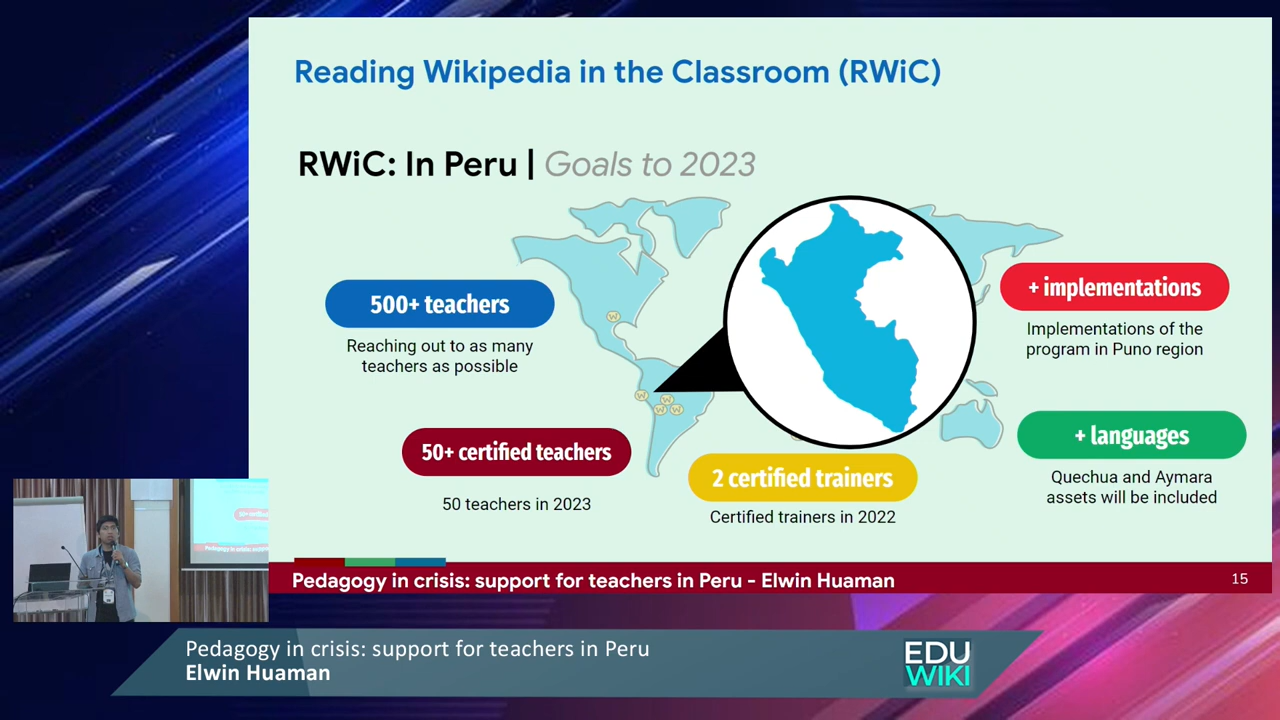 Reading Wikipedia in the Classroom (RWiC)
RWiC: In Peru | Goals to 2023
500+ teachers
Reaching out to as many
teachers as possible
50+ certified teachers
50 teachers in 2023
2 certified trainers
Certified trainers in 2022
+ implementations
Implementations of the
program in Puno region
+ languages
Quechua and Aymara
assets will be included
W
W
W
W
W
Pedagogy in crisis: support for teachers in Peru - Elwin Huaman
15
Pedagogy in crisis: support for teachers in Peru
Elwin Huaman
EDU
WIKI